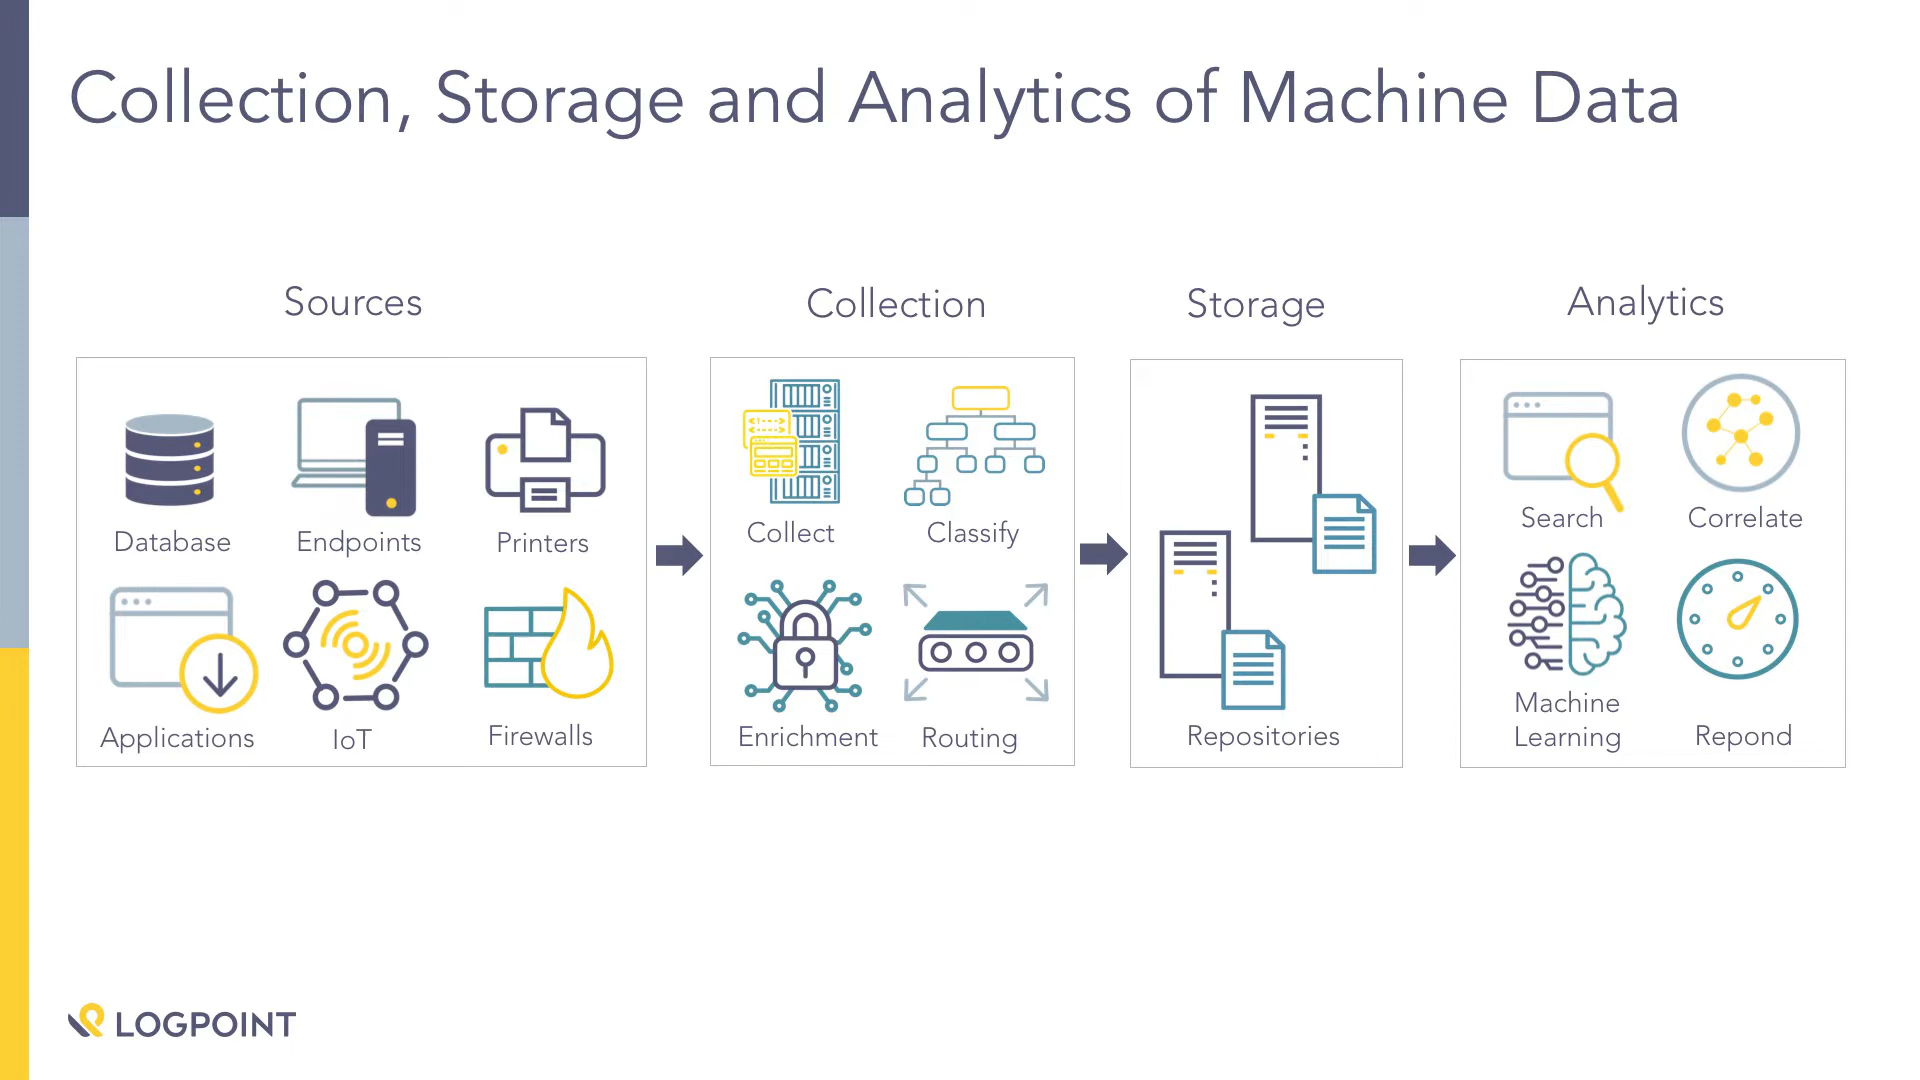 Collection, Storage and Analytics of Machine Data
Sources
Collection
Storage
Analytics
Database
Endpoints
Printers
Applications
IoT
Firewalls
Collect
Classify
Enrichment
Routing
Repositories
Search
Correlate
Machine
Learning
Repond
LOGPOINT